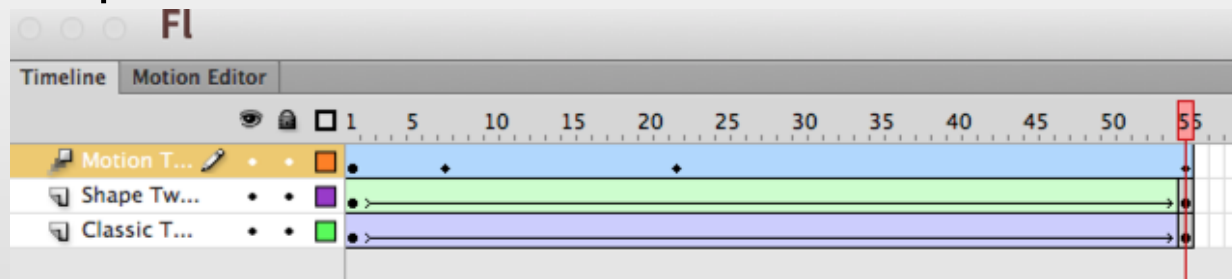 Fl
Timeline Motion Editor
1 5 10 15 20 25 30 35 40 45 50 55
Motion T...
Shape Tw...
Classic T...